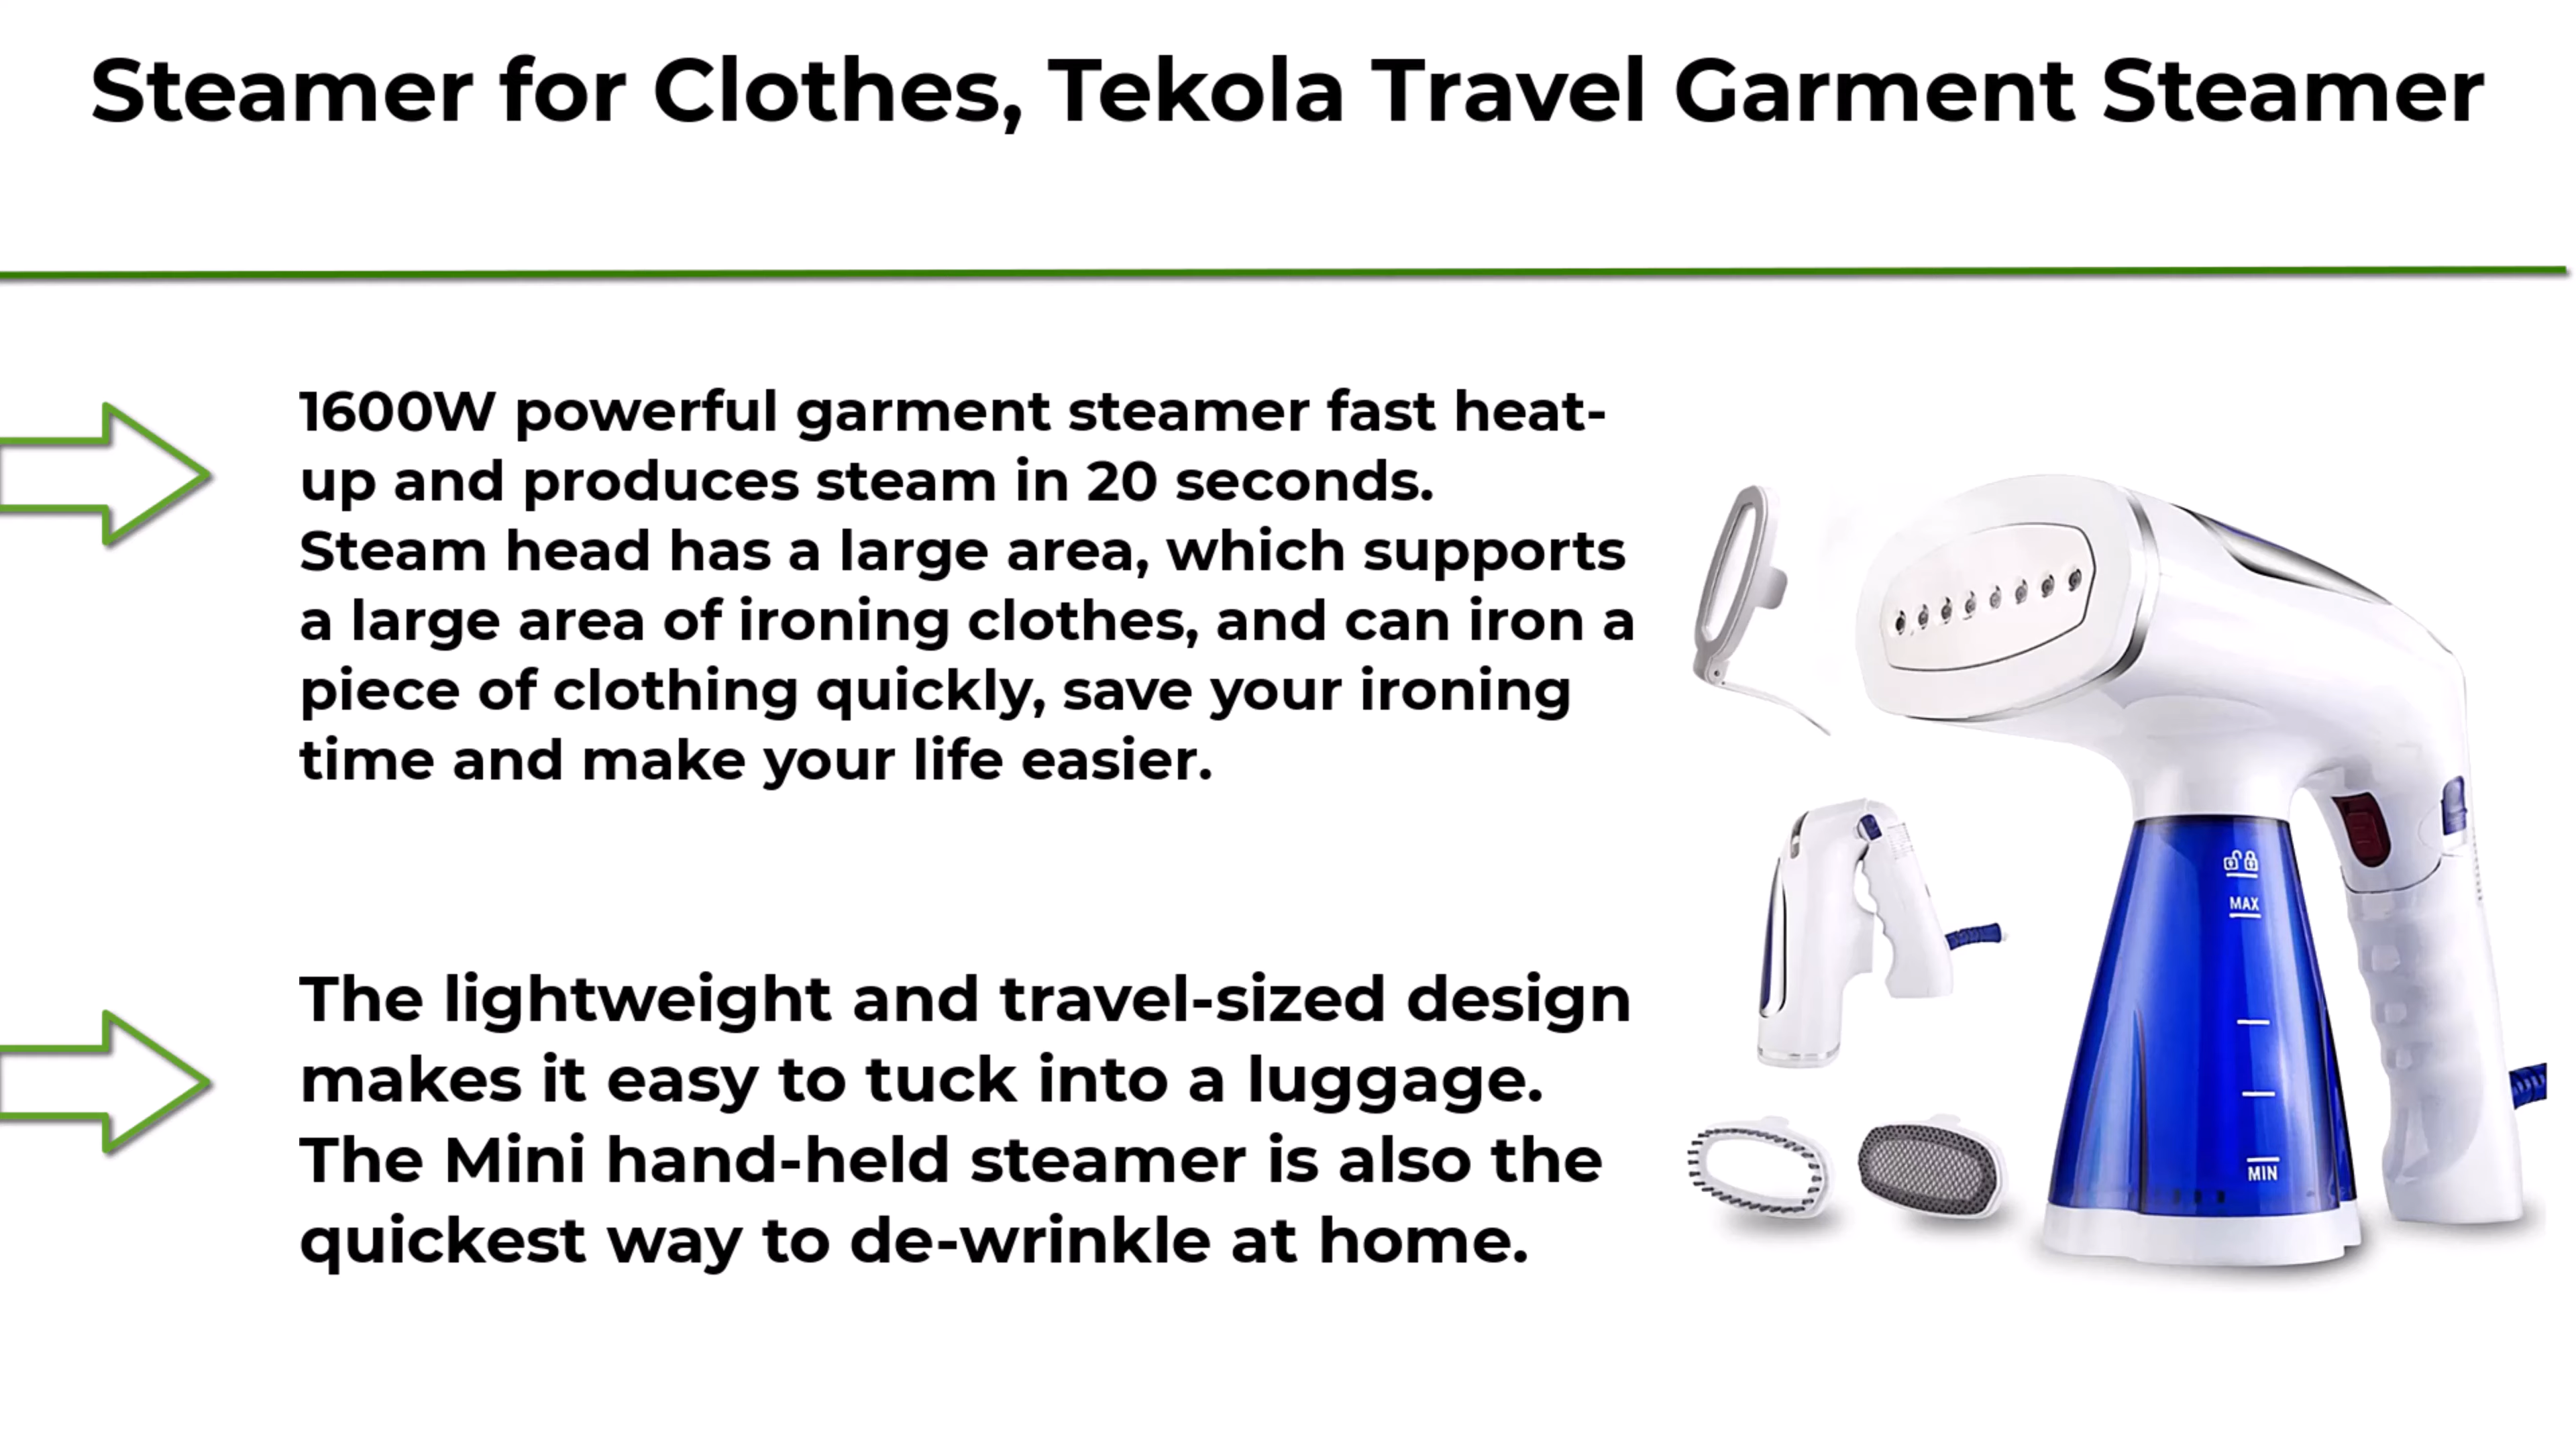 Steamer for Clothes, Tekola Travel Garment Steamer
1600W powerful garment steamer fast heat-
up and produces steam in 20 seconds.
Steam head has a large area, which supports
a large area of ironing clothes, and can iron a
piece of clothing quickly, save your ironing
time and make your life easier.
The lightweight and travel-sized design
makes it easy to tuck into a luggage.
The Mini hand-held steamer is also the
quickest way to de-wrinkle at home.
MAX
MIN